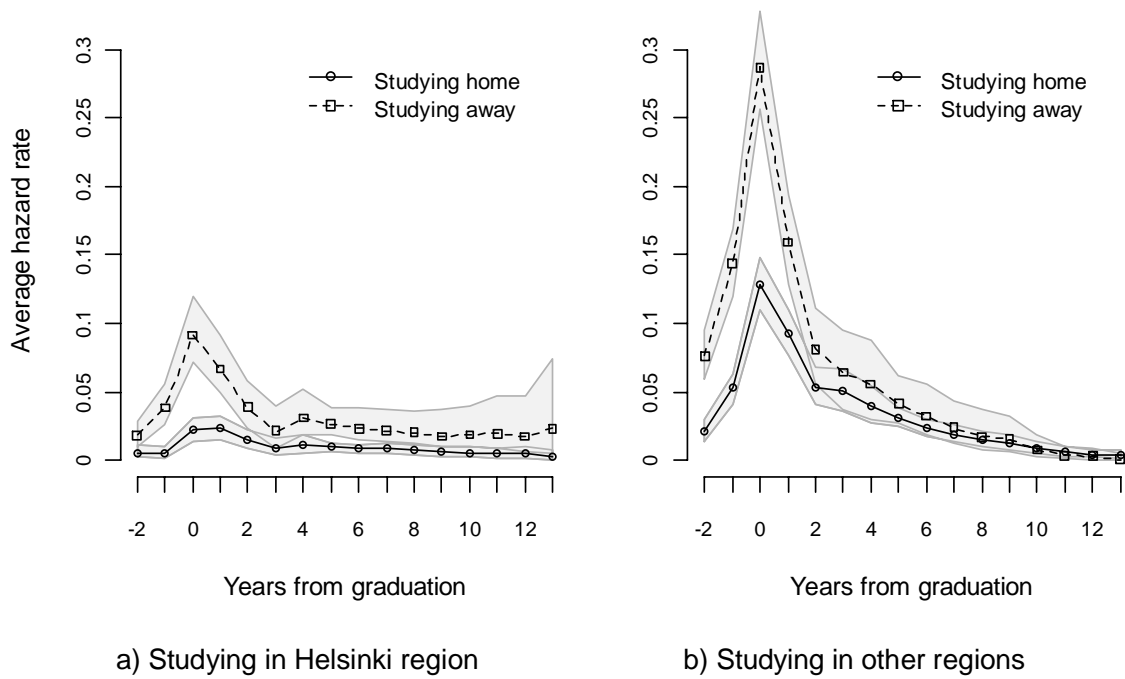 Average hazard rate
0.3
0.25
0.2
0.15
0.1
0.05
0
Studying home
Studying away
-2 0 2 4 6 8 10 12
Years from graduation
a) Studying in Helsinki region
0.3
0.25
0.2
0.15
0.1
0.05
0
Studying home
Studying away
-2 0 2 4 6 8 10 12
Years from graduation
b) Studying in other regions